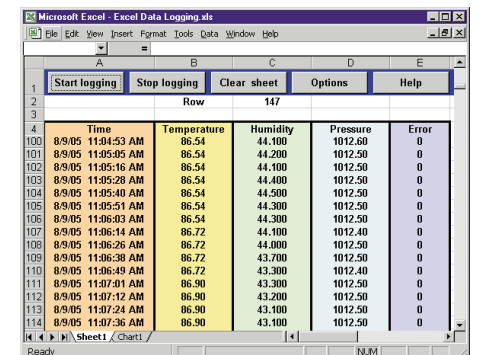 Microsoft Excel - Excel Data Logging.xls
File Edit View Insert Format Tools Data Window Help
=
A B C D E
1 Start logging Stop logging Clear sheet Options Help
2 Row 147
3
4 Time Temperature Humidity Pressure Error
100 8/9/05 11:04:53 AM 86.54 44.100 1012.60 0
101 8/9/05 11:05:05 AM 86.54 44.200 1012.50 0
102 8/9/05 11:05:16 AM 86.54 44.100 1012.50 0
103 8/9/05 11:05:28 AM 86.54 44.400 1012.50 0
104 8/9/05 11:05:40 AM 86.54 44.500 1012.50 0
105 8/9/05 11:05:51 AM 86.54 44.300 1012.50 0
106 8/9/05 11:06:03 AM 86.54 44.300 1012.50 0
107 8/9/05 11:06:14 AM 86.72 44.100 1012.40 0
108 8/9/05 11:06:26 AM 86.72 44.000 1012.50 0
109 8/9/05 11:06:38 AM 86.72 43.700 1012.50 0
110 8/9/05 11:06:49 AM 86.72 43.300 1012.40 0
111 8/9/05 11:07:01 AM 86.90 43.300 1012.50 0
112 8/9/05 11:07:12 AM 86.90 43.200 1012.50 0
113 8/9/05 11:07:24 AM 86.90 43.100 1012.50 0
114 8/9/05 11:07:36 AM 86.90 43.100 1012.50 0
Sheet1 Chart1
Ready NUM